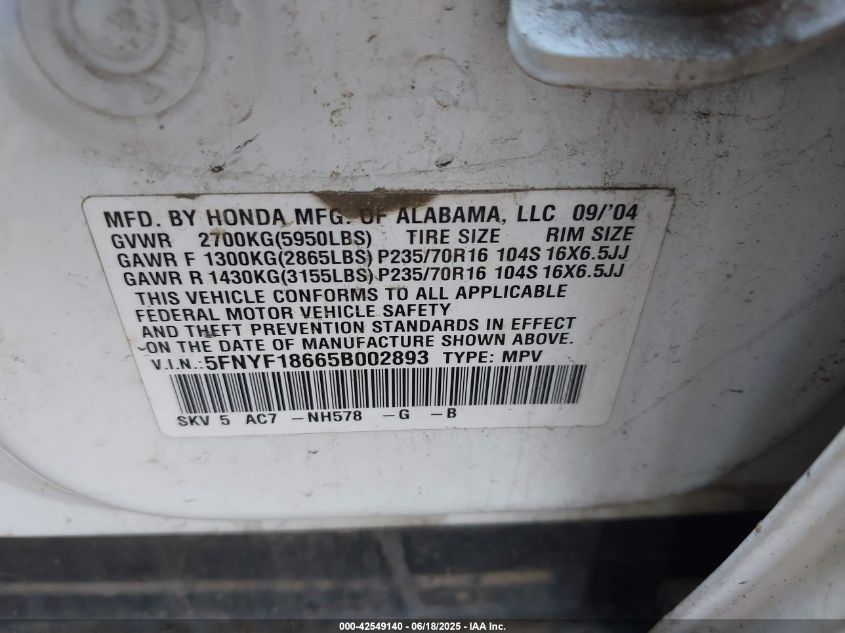 MFD. BY HONDA MFG. OF ALABAMA, LLC 09/'04
GVWR 2700KG(5950LBS) TIRE SIZE RIM SIZE
GAWR F 1300KG(2865LBS) P235/70R16 104S 16X6.5JJ
GAWR R 1430KG(3155LBS) P235/70R16 104S 16X6.5JJ
THIS VEHICLE CONFORMS TO ALL APPLICABLE
FEDERAL MOTOR VEHICLE SAFETY
AND THEFT PREVENTION STANDARDS IN EFFECT
ON THE DATE OF MANUFACTURE SHOWN ABOVE.
V.I.N.: 5FNYF18665B002893 TYPE: MPV
SKV 5 AC7 -NH578 -G -B
000-42549140 - 06/18/2025 - IAA Inc.